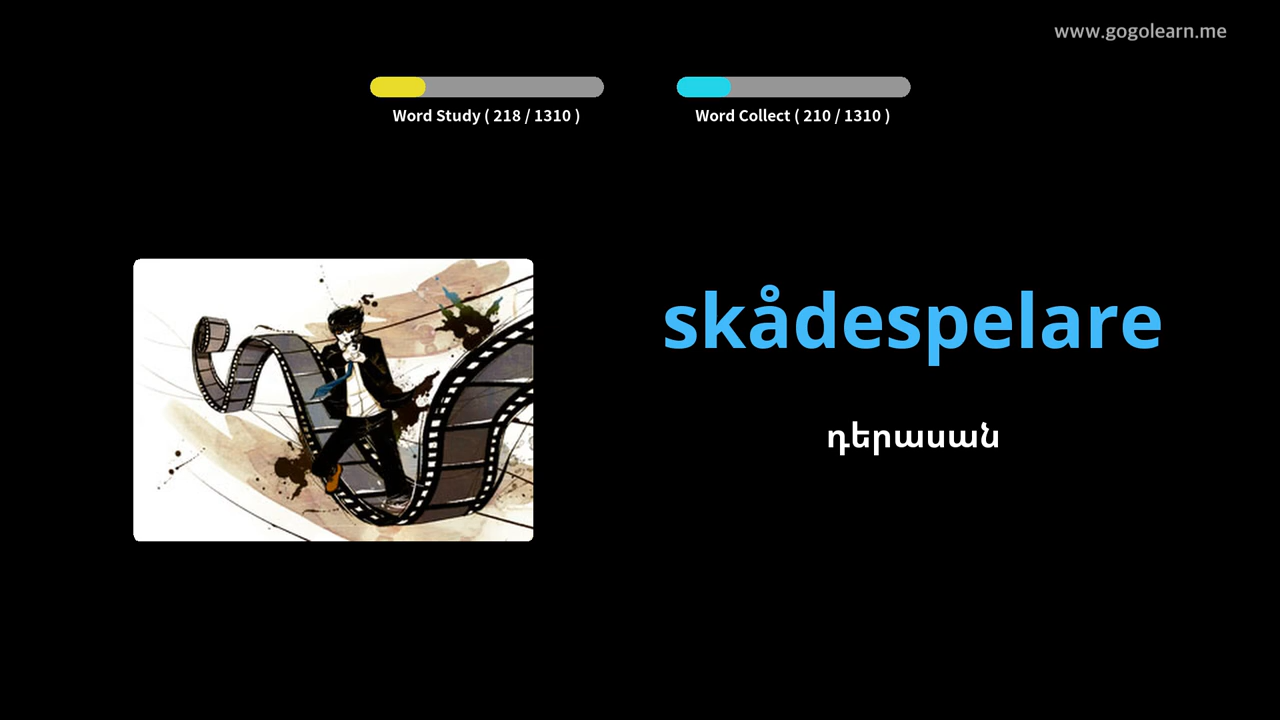 www.gogolearn.me
Word Study ( 218 / 1310 )
Word Collect ( 210 / 1310 )
skådespelare
դերասան